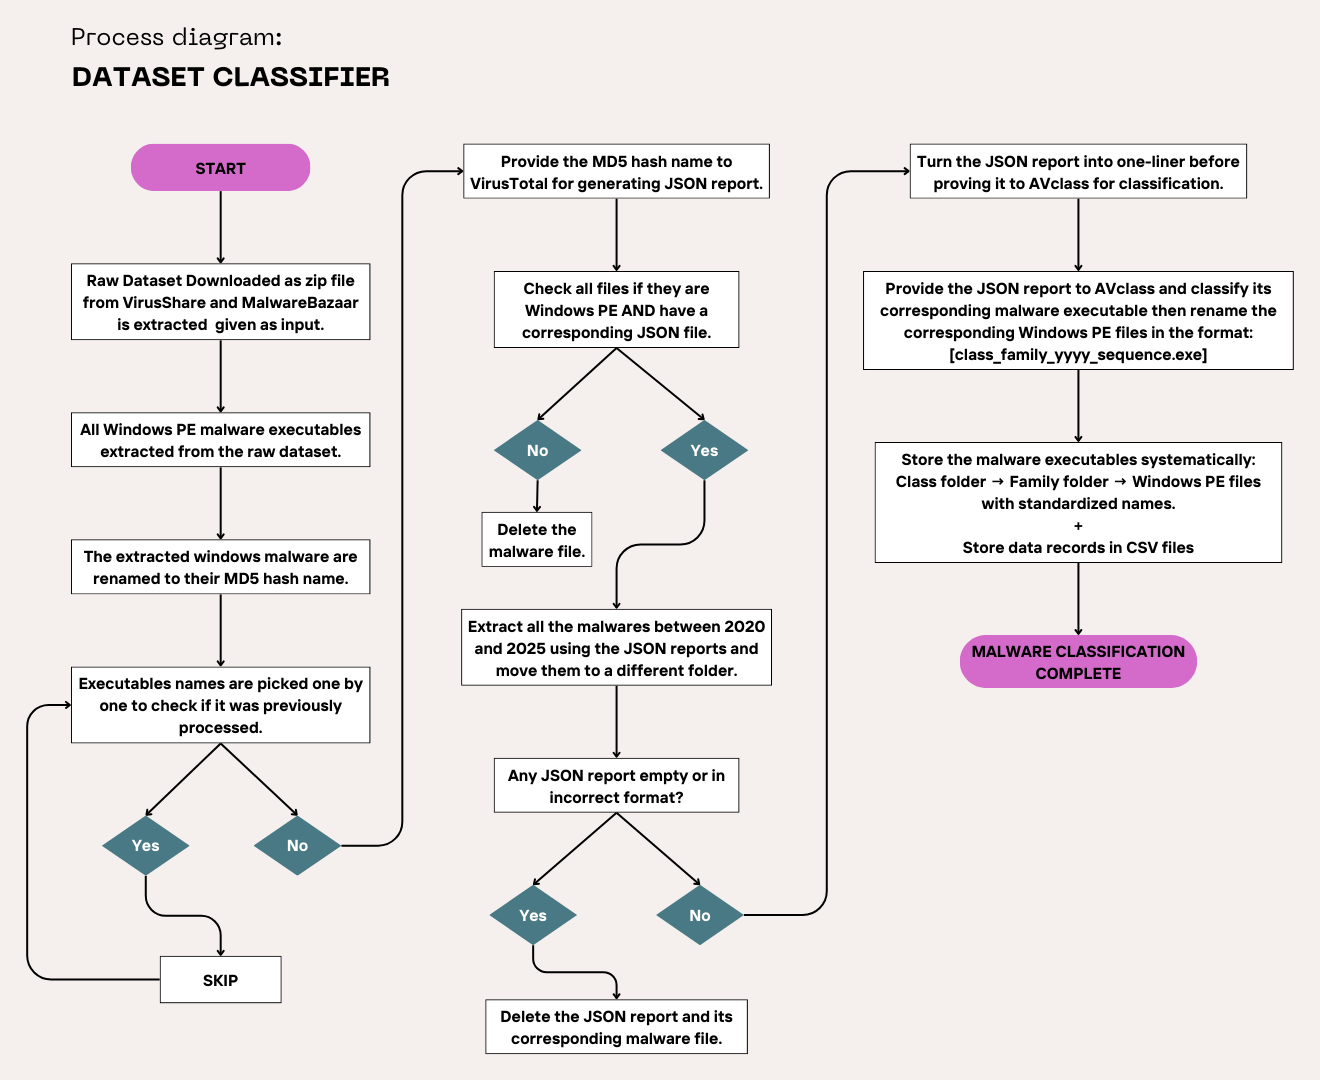 Process diagram:
DATASET CLASSIFIER
START
Raw Dataset Downloaded as zip file
from VirusShare and MalwareBazaar
is extracted  given as input.
All Windows PE malware executables
extracted from the raw dataset.
The extracted windows malware are
renamed to their MD5 hash name.
Executables names are picked one by
one to check if it was previously
processed.
Yes
No
SKIP
Provide the MD5 hash name to
VirusTotal for generating JSON report.
Check all files if they are
Windows PE AND have a
corresponding JSON file.
No
Yes
Delete the
malware file.
Extract all the malwares between 2020
and 2025 using the JSON reports and
move them to a different folder.
Any JSON report empty or in
incorrect format?
Yes
No
Delete the JSON report and its
corresponding malware file.
Turn the JSON report into one-liner before
proving it to AVclass for classification.
Provide the JSON report to AVclass and classify its
corresponding malware executable then rename the
corresponding Windows PE files in the format:
[class_family_yyyy_sequence.exe]
Store the malware executables systematically:
Class folder → Family folder → Windows PE files
with standardized names.
+
Store data records in CSV files
MALWARE CLASSIFICATION
COMPLETE